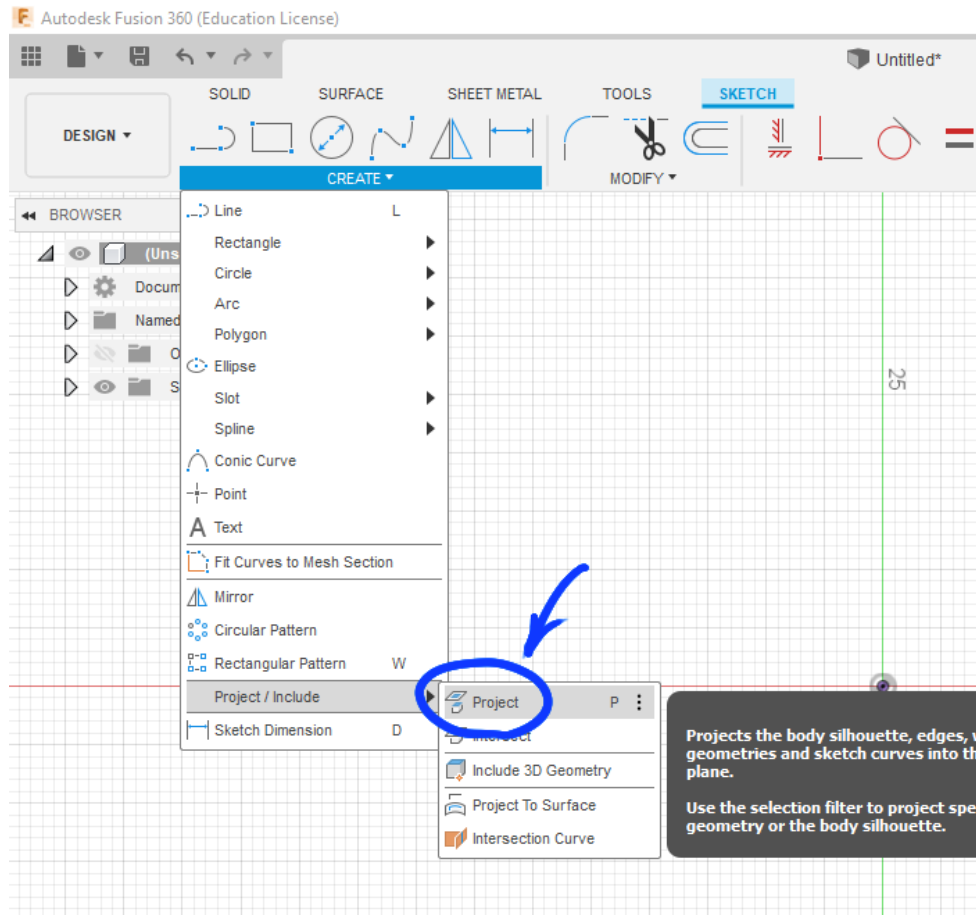 Autodesk Fusion 360 (Education License)
Untitled*
SOLID SURFACE SHEET METAL TOOLS SKETCH
DESIGN
CREATE MODIFY
BROWSER
Line L
(Uns
Rectangle
Circle
Docum
Arc
Named
Polygon
O
Ellipse
S
25
Slot
Spline
Conic Curve
Point
Text
Fit Curves to Mesh Section
Mirror
Circular Pattern
Rectangular Pattern W
Project / Include
Project P
Sketch Dimension D
Intersect
Include 3D Geometry
Project To Surface
Intersection Curve
Projects the body silhouette, edges, w
geometries and sketch curves into th
plane.
Use the selection filter to project spe
geometry or the body silhouette.